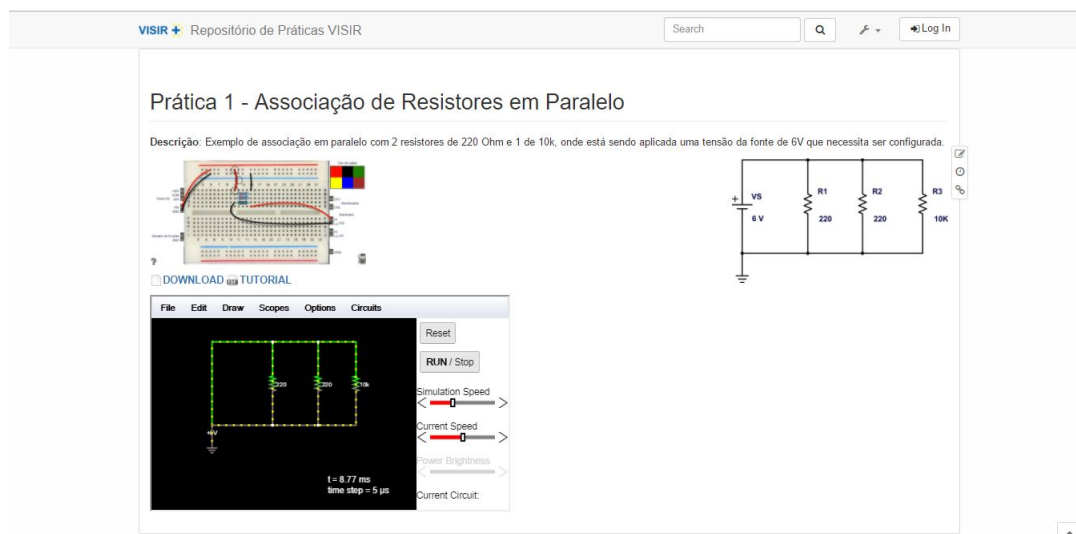 VISIR + Repositório de Práticas VISIR Search Log In
Prática 1 - Associação de Resistores em Paralelo
Descrição: Exemplo de associação em paralelo com 2 resistores de 220 Ohm e 1 de 10k, onde está sendo aplicada uma tensão da fonte de 6V que necessita ser configurada.
?
DOWNLOAD TUTORIAL
+ VS
6 V
R1
220
R2
220
R3
10K
File Edit Draw Scopes Options Circuits
Reset
RUN / Stop
Simulation Speed
Current Speed
Power Brightness
Current Circuit:
220 220 10k
+6V
t = 8.77 ms
time step = 5 µs